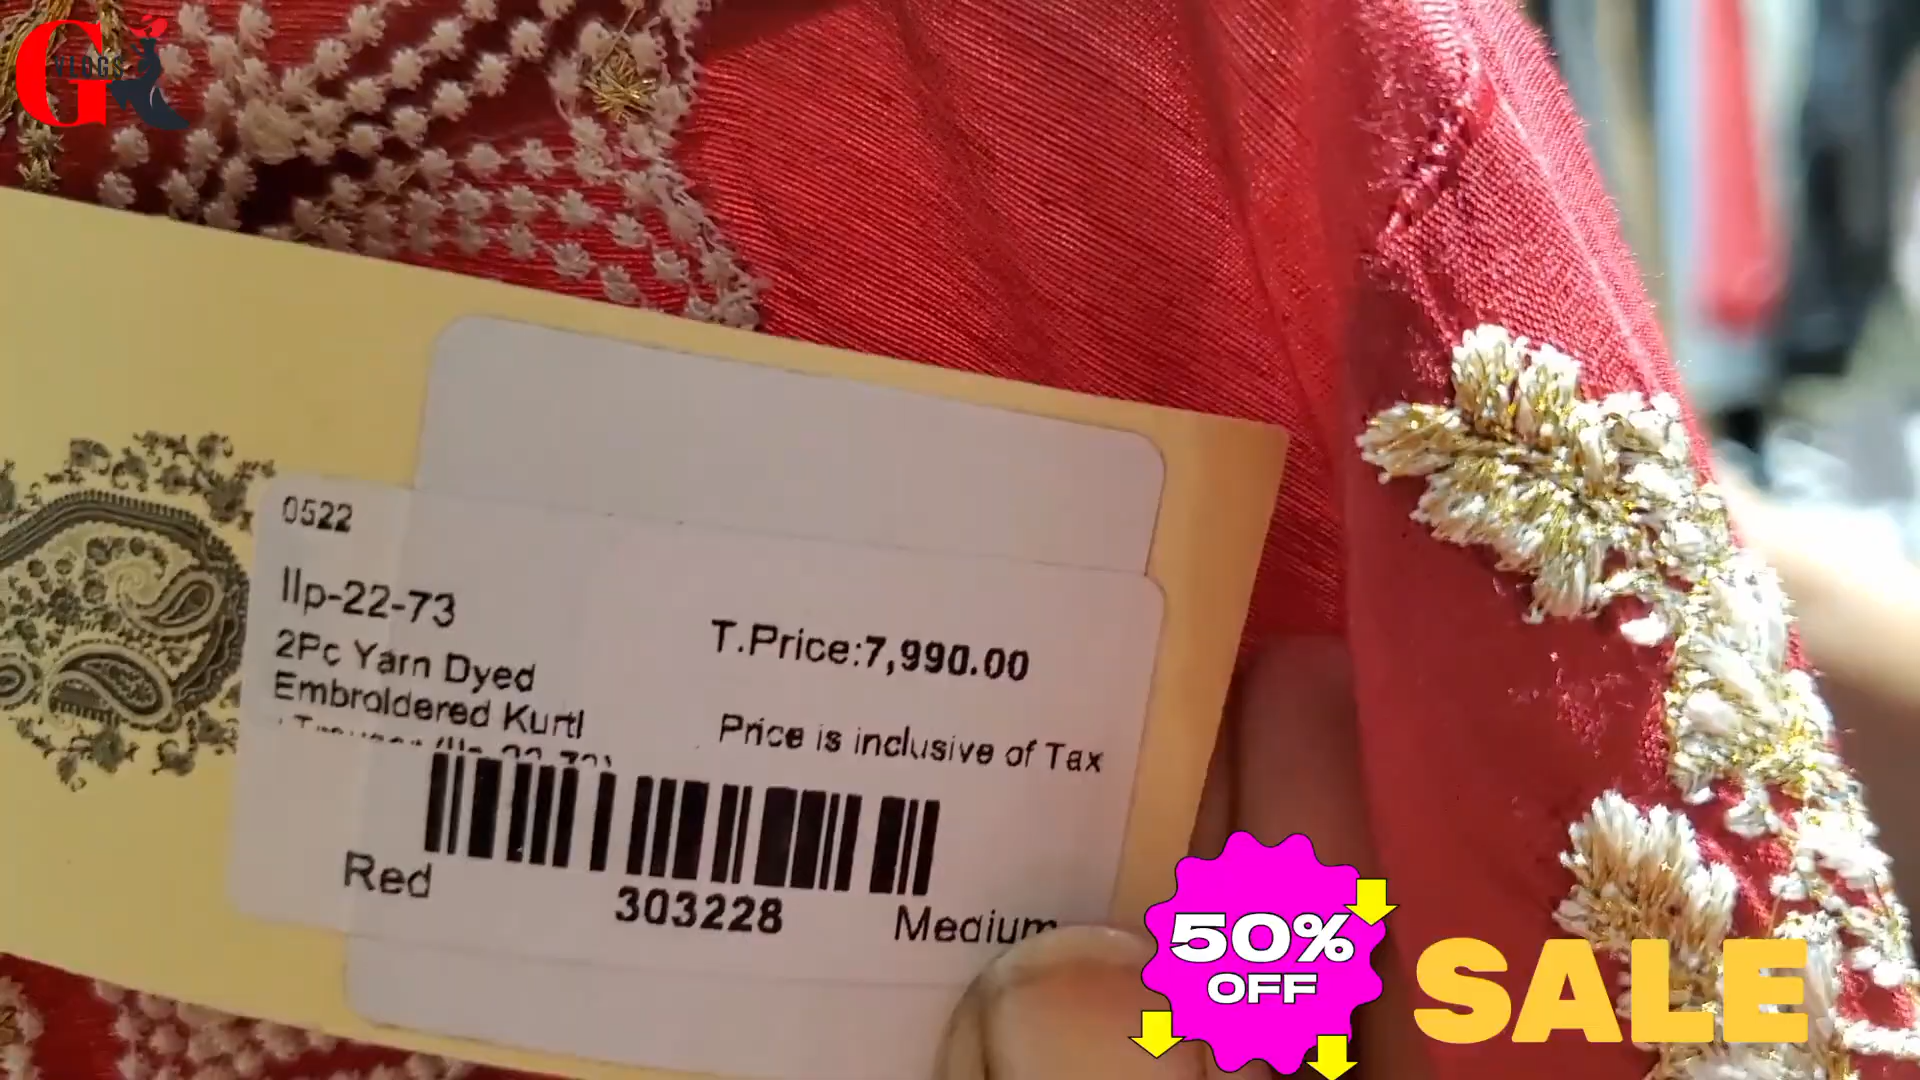 G VLOGS
0522
llp-22-73
2Pc Yarn Dyed
Embroidered Kurti
T.Price:7,990.00
Price is inclusive of Tax
Red
303228
Medium
50%
OFF
SALE